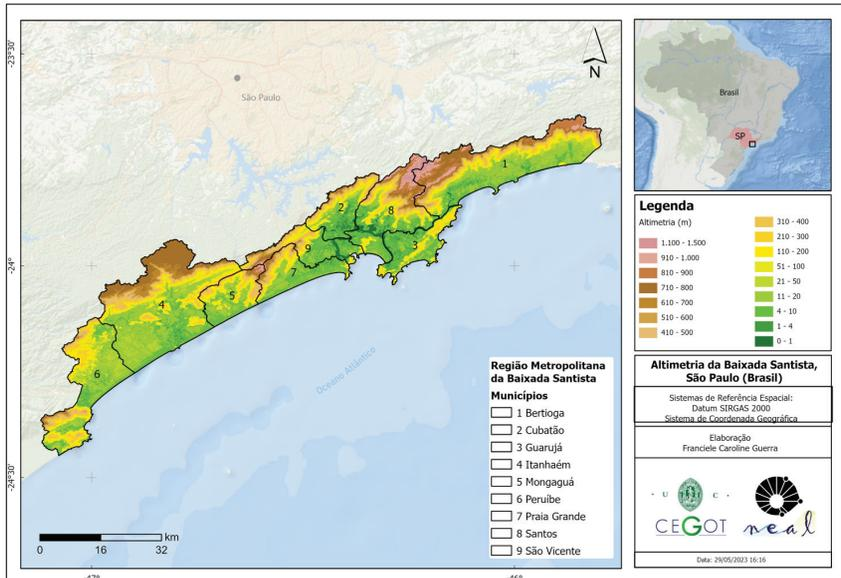 -23°30'
-24°
-24°30'
-47°
-46°
São Paulo
N
1
2
8
3
9
7
5
4
6
Oceano Atlântico
km
0 16 32
Região Metropolitana
da Baixada Santista
Municípios
1 Bertioga
2 Cubatão
3 Guarujá
4 Itanhaém
5 Mongaguá
6 Peruíbe
7 Praia Grande
8 Santos
9 São Vicente
Brasil
SP
Legenda
Altimetria (m)
1.100 - 1.500
910 - 1.000
810 - 900
710 - 800
610 - 700
510 - 600
410 - 500
310 - 400
210 - 300
110 - 200
51 - 100
21 - 50
11 - 20
4 - 10
1 - 4
0 - 1
Altimetria da Baixada Santista,
São Paulo (Brasil)
Sistemas de Referência Espacial:
Datum SIRGAS 2000
Sistema de Coordenada Geográfica
Elaboração
Franciele Caroline Guerra
· U C ·
CEGOT
neal
Data: 29/05/2023 16:16